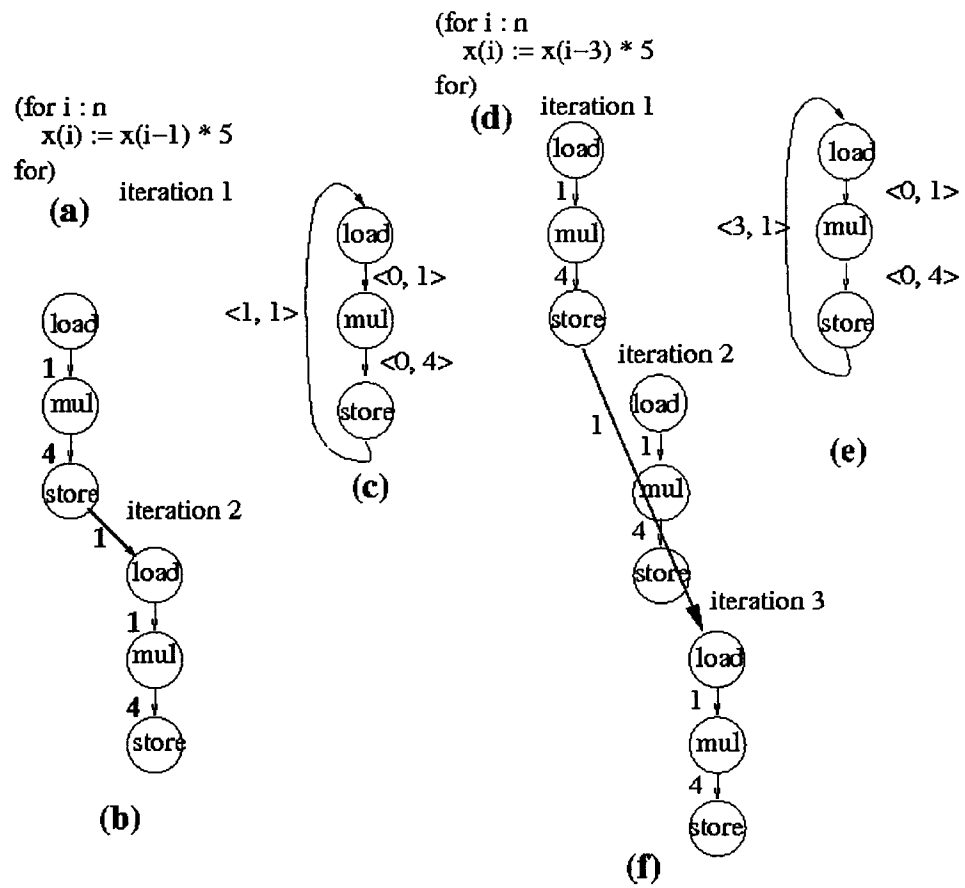 (for i : n
x(i) := x(i−1) * 5
for)
(a)
iteration 1
load
1
mul
4
store
1
iteration 2
load
1
mul
4
store
(b)
load
<0, 1>
<1, 1>
mul
<0, 4>
store
(c)
(for i : n
x(i) := x(i−3) * 5
for)
(d)
iteration 1
load
1
mul
4
store
1
iteration 2
load
1
mul
4
store
iteration 3
load
1
mul
4
store
(f)
load
<0, 1>
<3, 1>
mul
<0, 4>
store
(e)